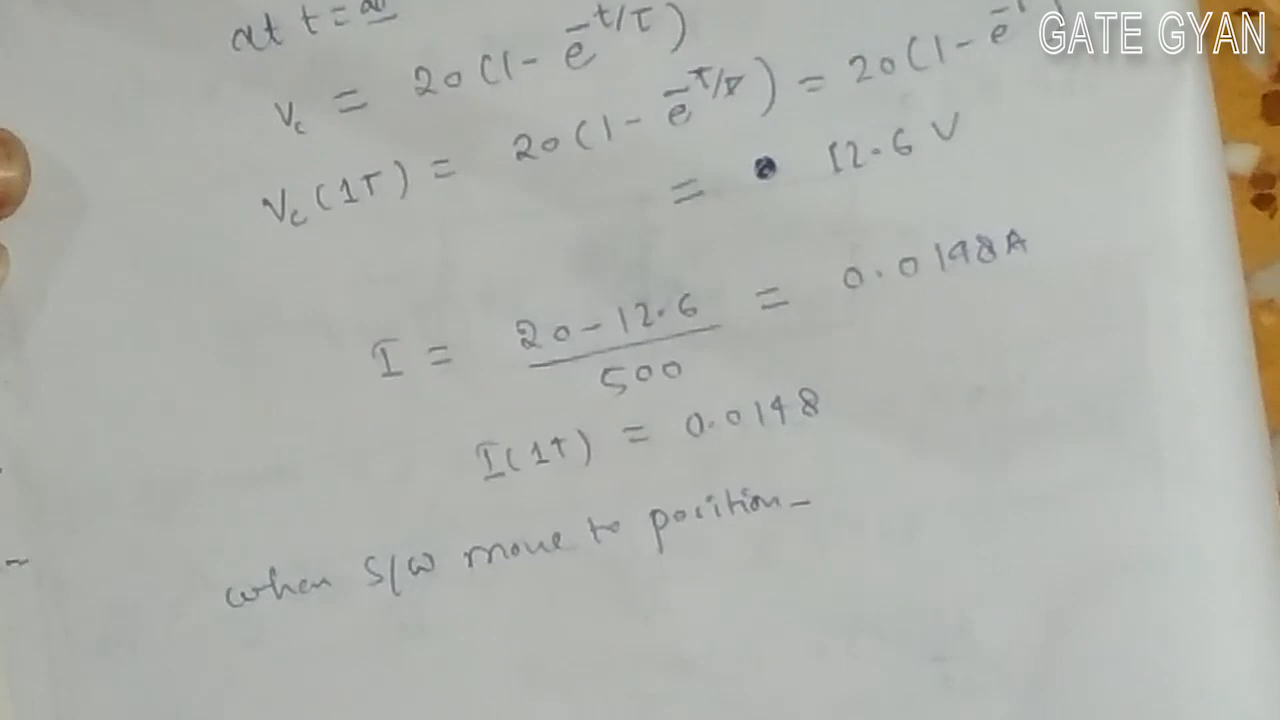 GATE GYAN
at t = ∞
Vc = 20(1 - e^-t/τ)
Vc(1τ) = 20(1 - e^-τ/τ) = 20(1 - e^-1)
= 12.6 V
I = (20 - 12.6)/500 = 0.0148A
I(1τ) = 0.0148
when S/W move to position -